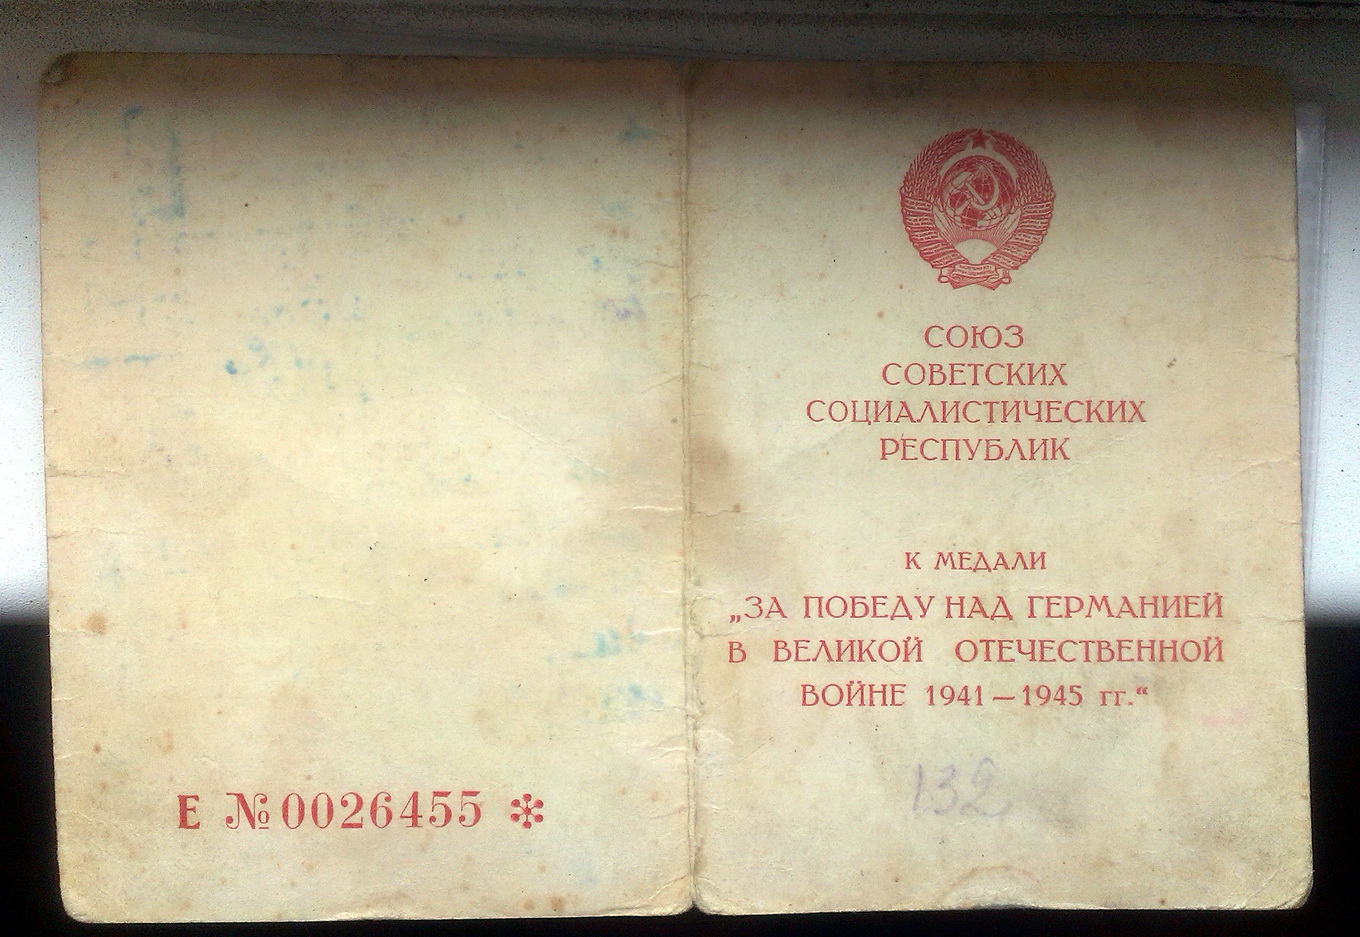 Е №0026455 *
СОЮЗ
СОВЕТСКИХ
СОЦИАЛИСТИЧЕСКИХ
РЕСПУБЛИК
К МЕДАЛИ
„ЗА ПОБЕДУ НАД ГЕРМАНИЕЙ
В ВЕЛИКОЙ ОТЕЧЕСТВЕННОЙ
ВОЙНЕ 1941—1945 гг.“
132